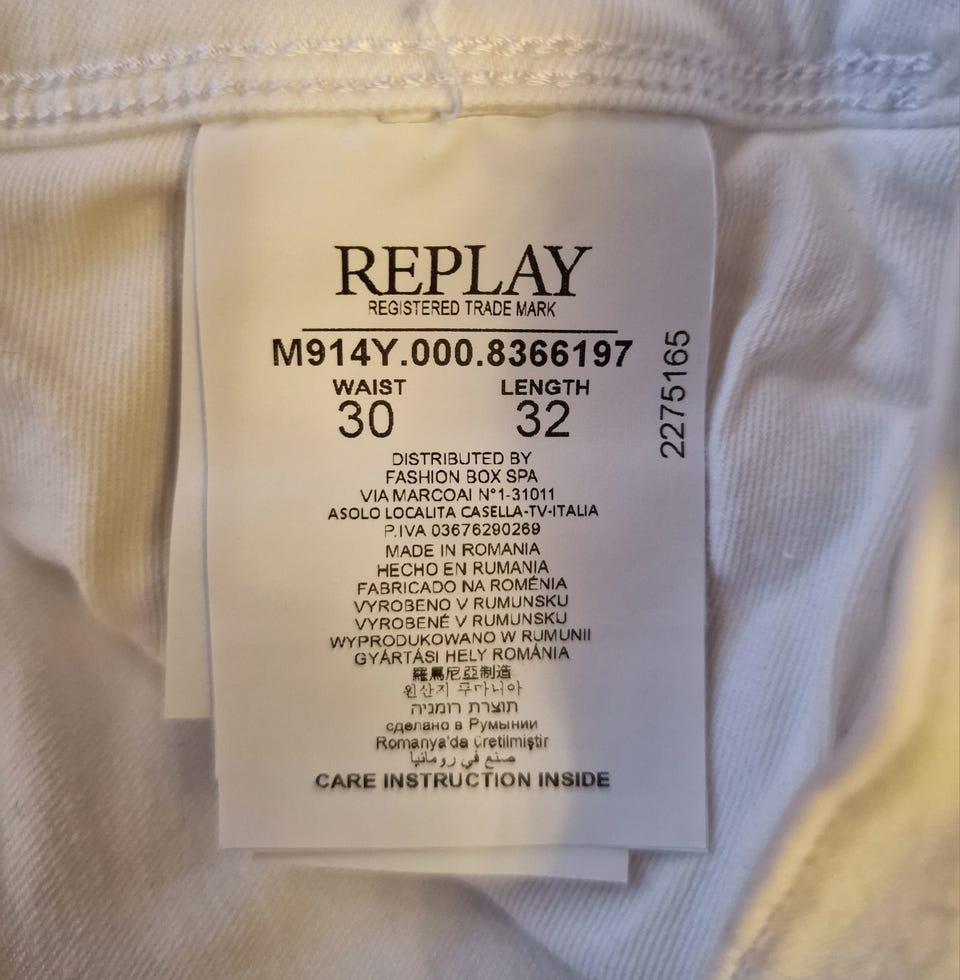 REPLAY
REGISTERED TRADE MARK
M914Y.000.8366197
WAIST LENGTH
30 32
2275165
DISTRIBUTED BY
FASHION BOX SPA
VIA MARCOAI N°1-31011
ASOLO LOCALITA CASELLA-TV-ITALIA
P.IVA 03676290269
MADE IN ROMANIA
HECHO EN RUMANIA
FABRICADO NA ROMÉNIA
VYROBENO V RUMUNSKU
VYROBENÉ V RUMUNSKU
WYPRODUKOWANO W RUMUNII
GYÁRTÁSI HELY ROMÁNIA
羅馬尼亞制造
원산지 루마니아
תוצרת רומניה
сделано в Румынии
Romanya'da üretilmiştir
صنع في رومانيا
CARE INSTRUCTION INSIDE